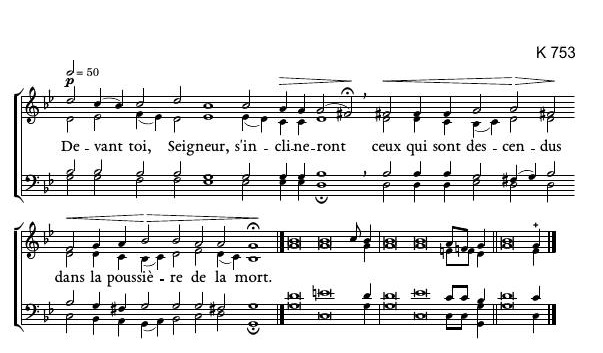 K 753
𝅗𝅥 = 50
p
De - vant toi, Seigneur, s'in - cli-ne-ront ceux qui sont des - cen - dus
dans la poussiè - re de la mort.